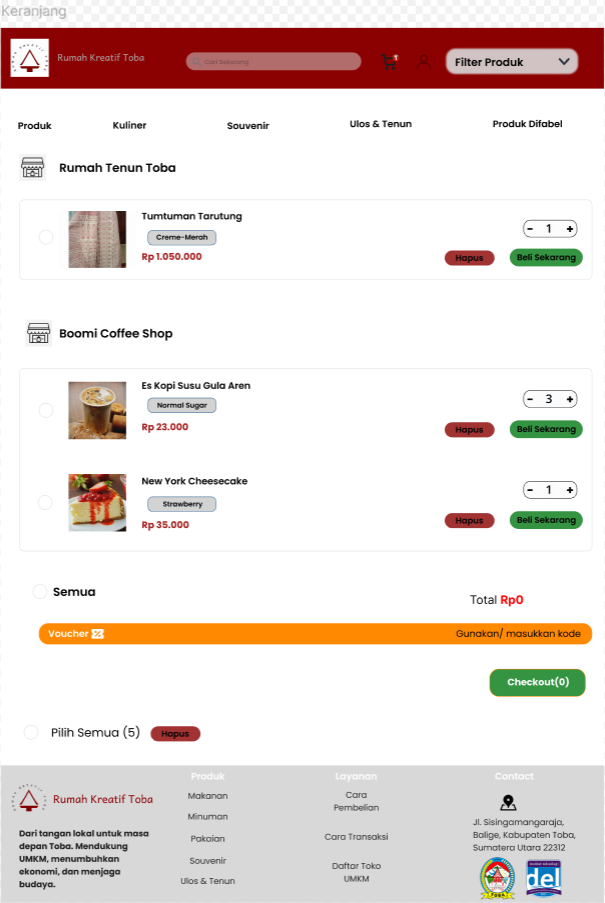 Keranjang
Rumah Kreatif Toba
Cari Sekarang
1
Filter Produk
Produk
Kuliner
Souvenir
Ulos & Tenun
Produk Difabel
Rumah Tenun Toba
Tumtuman Tarutung
Creme-Merah
Rp 1.050.000
- 1 +
Hapus
Beli Sekarang
Boomi Coffee Shop
Es Kopi Susu Gula Aren
Normal Sugar
Rp 23.000
- 3 +
Hapus
Beli Sekarang
New York Cheesecake
Strawberry
Rp 35.000
- 1 +
Hapus
Beli Sekarang
Semua
Total Rp0
Voucher
Gunakan/ masukkan kode
Checkout(0)
Pilih Semua (5)
Hapus
Rumah Kreatif Toba
Dari tangan lokal untuk masa
depan Toba. Mendukung
UMKM, menumbuhkan
ekonomi, dan menjaga
budaya.
Produk
Makanan
Minuman
Pakaian
Souvenir
Ulos & Tenun
Layanan
Cara
Pembelian
Cara Transaksi
Daftar Toko
UMKM
Contact
Jl. Sisingamangaraja,
Balige, Kabupaten Toba,
Sumatera Utara 22312
TOBA
del